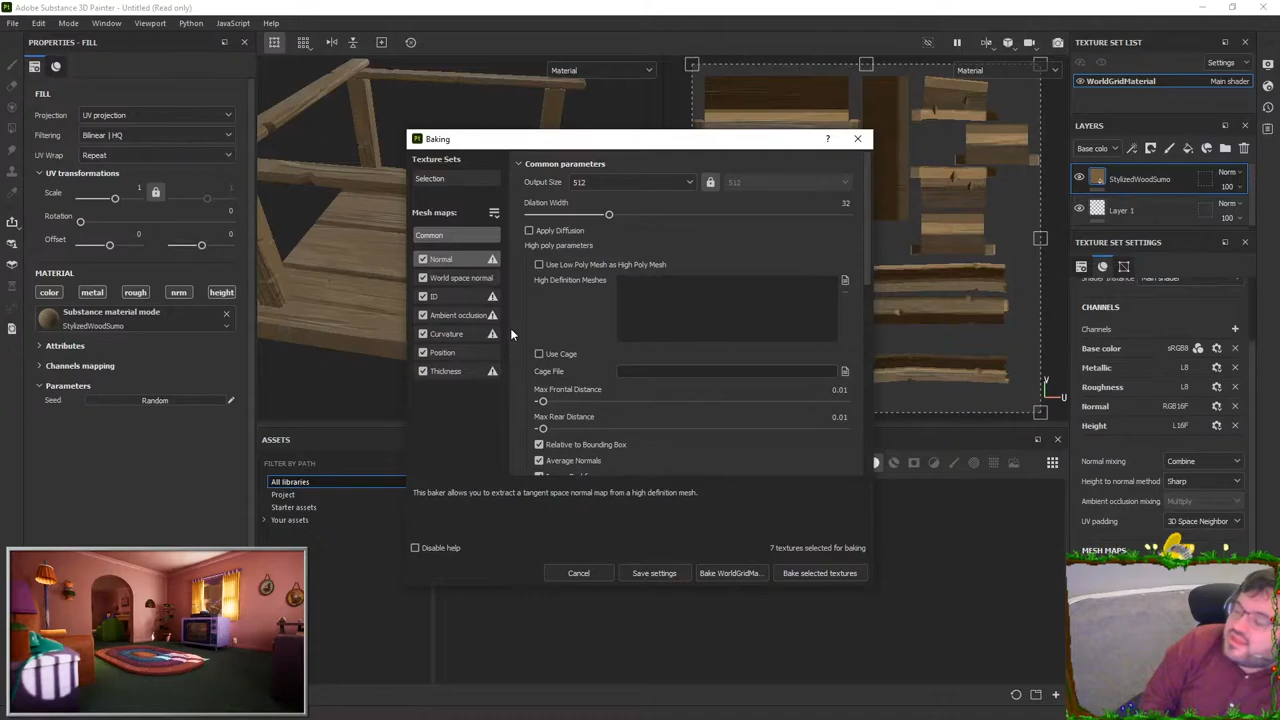 Pt Adobe Substance 3D Painter - Untitled (Read only)
File Edit Mode Window Viewport Python JavaScript Help
PROPERTIES - FILL
FILL
Projection UV projection
Filtering Bilinear | HQ
UV Wrap Repeat
UV transformations
Scale 1 1
Rotation 0
Offset 0 0
MATERIAL
color metal rough nrm height
Substance material mode
StylizedWoodSumo
Attributes
Channels mapping
Parameters
Seed Random
Material
Material
V
U
Pt Baking ?
Texture Sets
Selection
Mesh maps:
Common
Normal
World space normal
ID
Ambient occlusion
Curvature
Position
Thickness
Common parameters
Output Size 512 512
Dilation Width 32
Apply Diffusion
High poly parameters
Use Low Poly Mesh as High Poly Mesh
High Definition Meshes
Use Cage
Cage File
Max Frontal Distance 0.01
Max Rear Distance 0.01
Relative to Bounding Box
Average Normals
This baker allows you to extract a tangent space normal map from a high definition mesh.
Disable help 7 textures selected for baking
Cancel Save settings Bake WorldGridMa... Bake selected textures
ASSETS
FILTER BY PATH
All libraries
Project
Starter assets
Your assets
TEXTURE SET LIST
Settings
WorldGridMaterial Main shader
LAYERS
Base colo
StylizedWoodSumo Norm
100
Layer 1 Norm
100
TEXTURE SET SETTINGS
CHANNELS
Channels
Base color sRGB8
Metallic L8
Roughness L8
Normal RGB16F
Height L16F
Normal mixing Combine
Height to normal method Sharp
Ambient occlusion mixing Multiply
UV padding 3D Space Neighbor
MESH MAPS